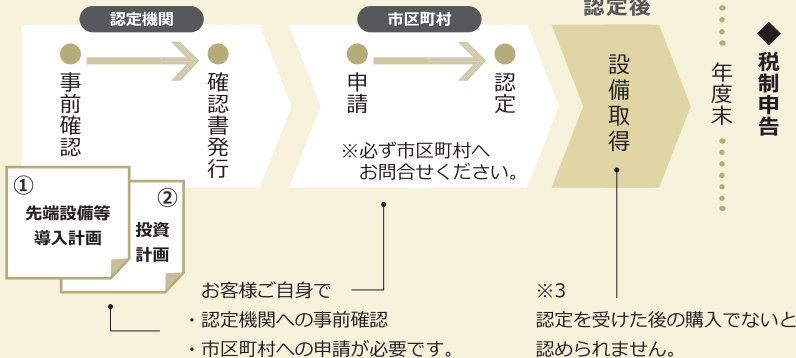 認定機関
事前確認
確認書発行
①
先端設備等
導入計画
②
投資
計画
市区町村
申請
認定
※必ず市区町村へ
お問合せください。
認定後
設備取得
年度末
◆税制申告
お客様ご自身で
・認定機関への事前確認
・市区町村への申請が必要です。
※3
認定を受けた後の購入でないと
認められません。